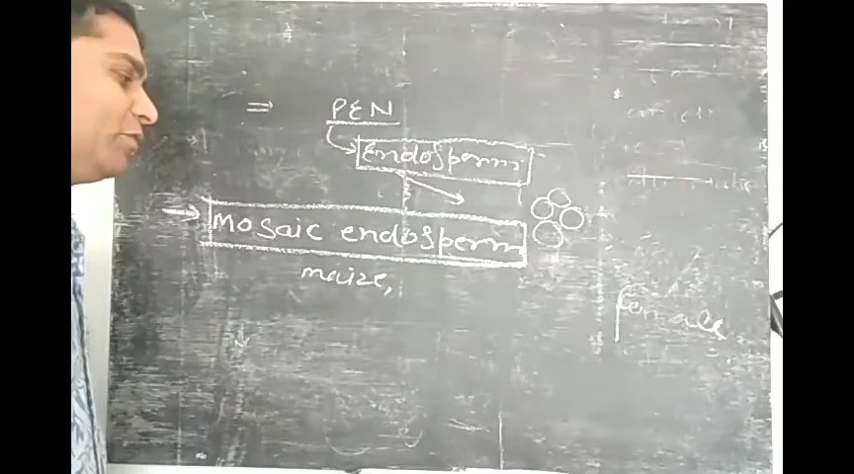 ⇒ PEN
Endosperm
→ Mosaic endosperm
maize,
female